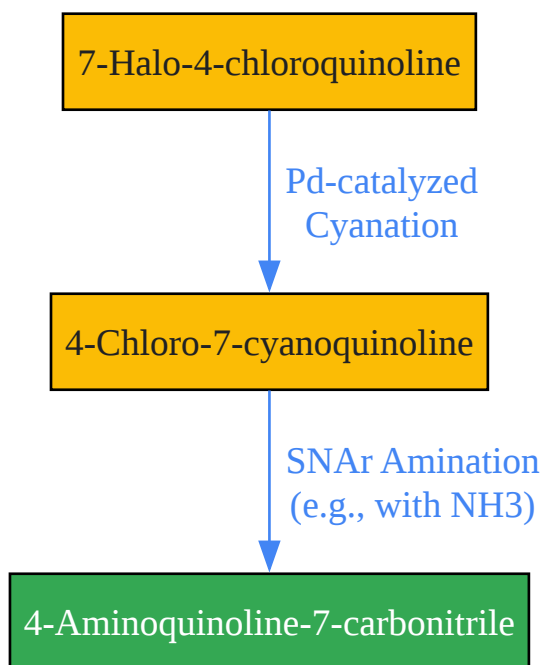 7-Halo-4-chloroquinoline
Pd-catalyzed
Cyanation
4-Chloro-7-cyanoquinoline
SNAr Amination
(e.g., with NH3)
4-Aminoquinoline-7-carbonitrile